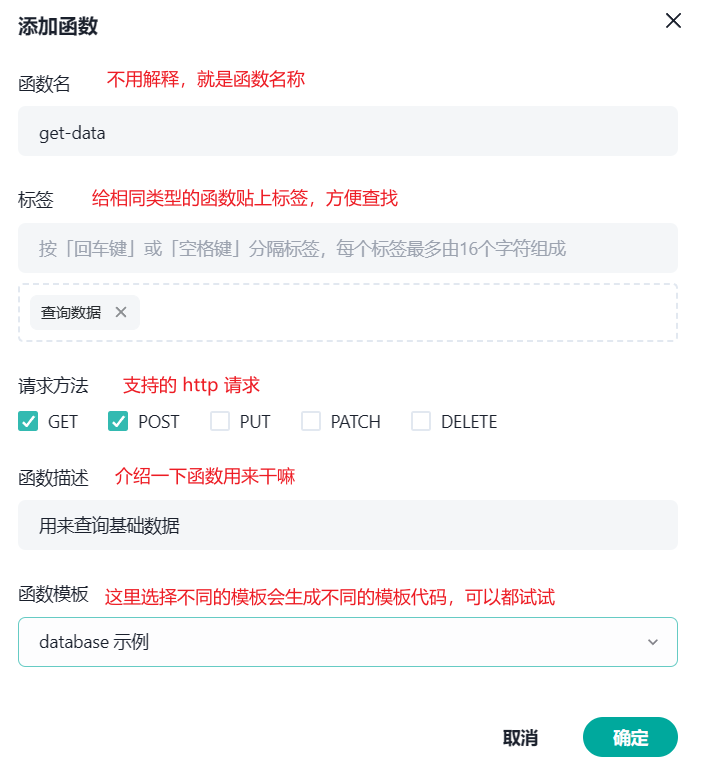 添加函数
函数名 不用解释，就是函数名称
get-data
标签 给相同类型的函数贴上标签，方便查找
按「回车键」或「空格键」分隔标签，每个标签最多由16个字符组成
查询数据
请求方法 支持的 http 请求
GET POST PUT PATCH DELETE
函数描述 介绍一下函数用来干嘛
用来查询基础数据
函数模板 这里选择不同的模板会生成不同的模板代码，可以都试试
database 示例
取消 确定